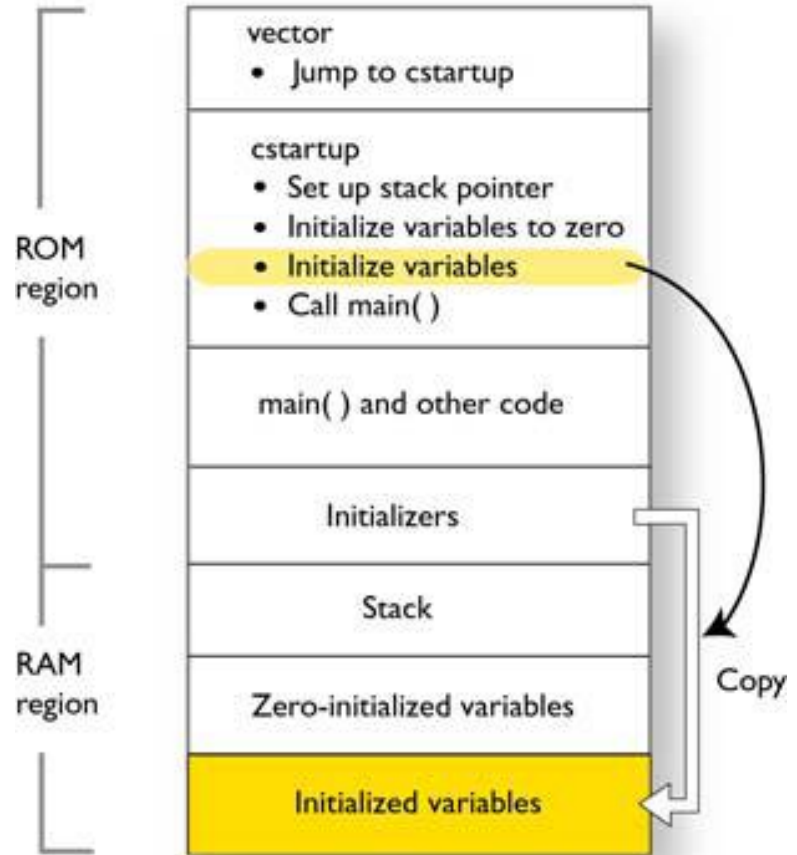 vector
• Jump to cstartup
cstartup
• Set up stack pointer
• Initialize variables to zero
• Initialize variables
• Call main( )
ROM
region
main( ) and other code
Initializers
Stack
RAM
region
Copy
Zero-initialized variables
Initialized variables